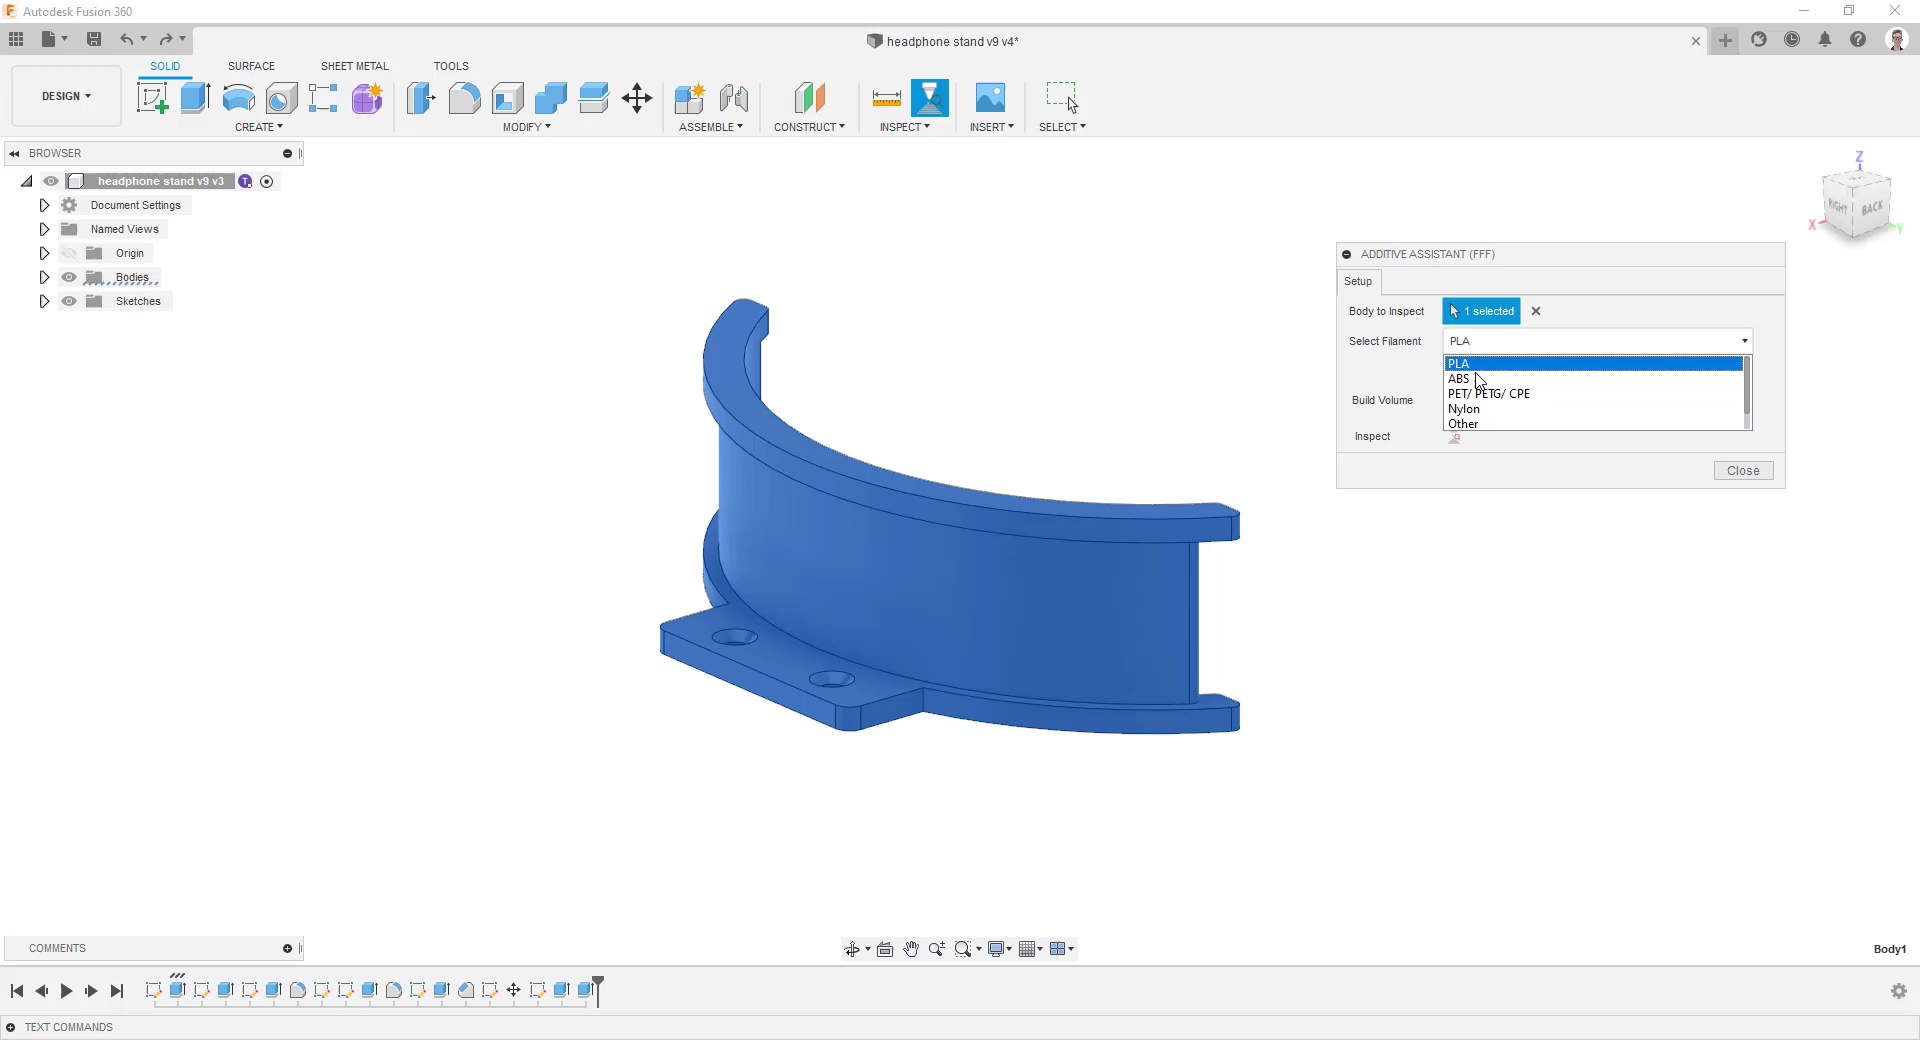 Autodesk Fusion 360
headphone stand v9 v4*
SOLID SURFACE SHEET METAL TOOLS
DESIGN
CREATE MODIFY ASSEMBLE CONSTRUCT INSPECT INSERT SELECT
BROWSER
headphone stand v9 v3
Document Settings
Named Views
Origin
Bodies
Sketches
Z
RIGHT BACK
X Y
ADDITIVE ASSISTANT (FFF)
Setup
Body to Inspect 1 selected
Select Filament PLA
PLA
ABS
PET/ PETG/ CPE
Nylon
Other
Build Volume
Inspect
Close
COMMENTS
Body1
TEXT COMMANDS